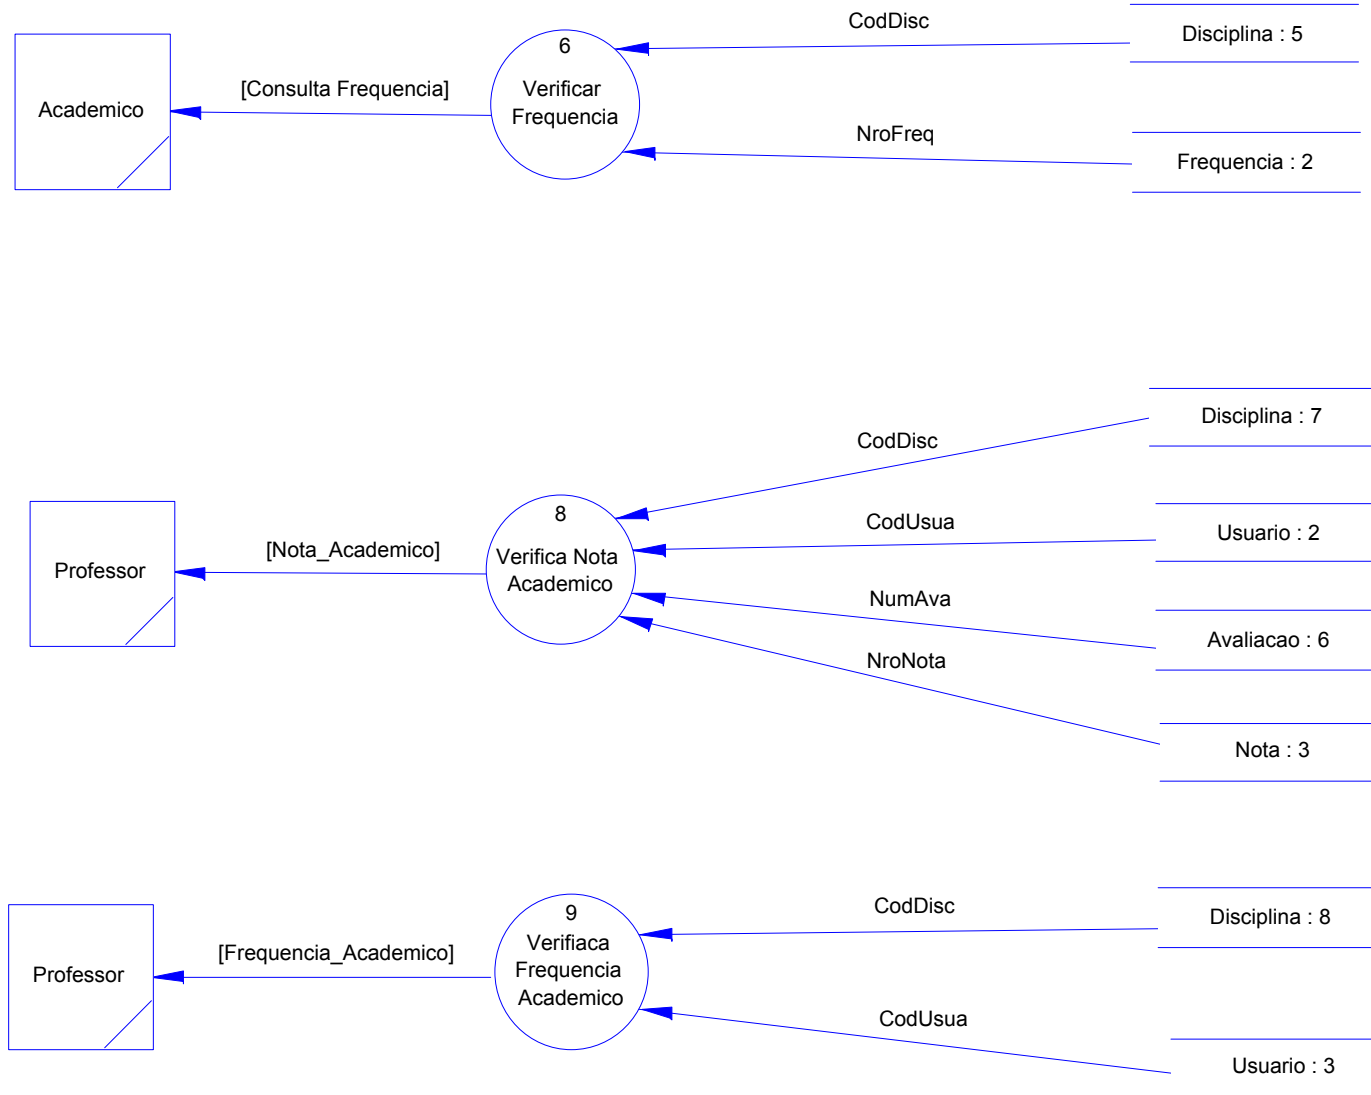 CodDisc
Disciplina : 5
6
Verificar
Frequencia
[Consulta Frequencia]
Academico
NroFreq
Frequencia : 2
Disciplina : 7
CodDisc
8
Verifica Nota
Academico
CodUsua
Usuario : 2
[Nota_Academico]
Professor
NumAva
Avaliacao : 6
NroNota
Nota : 3
CodDisc
Disciplina : 8
9
Verifiaca
Frequencia
Academico
[Frequencia_Academico]
Professor
CodUsua
Usuario : 3